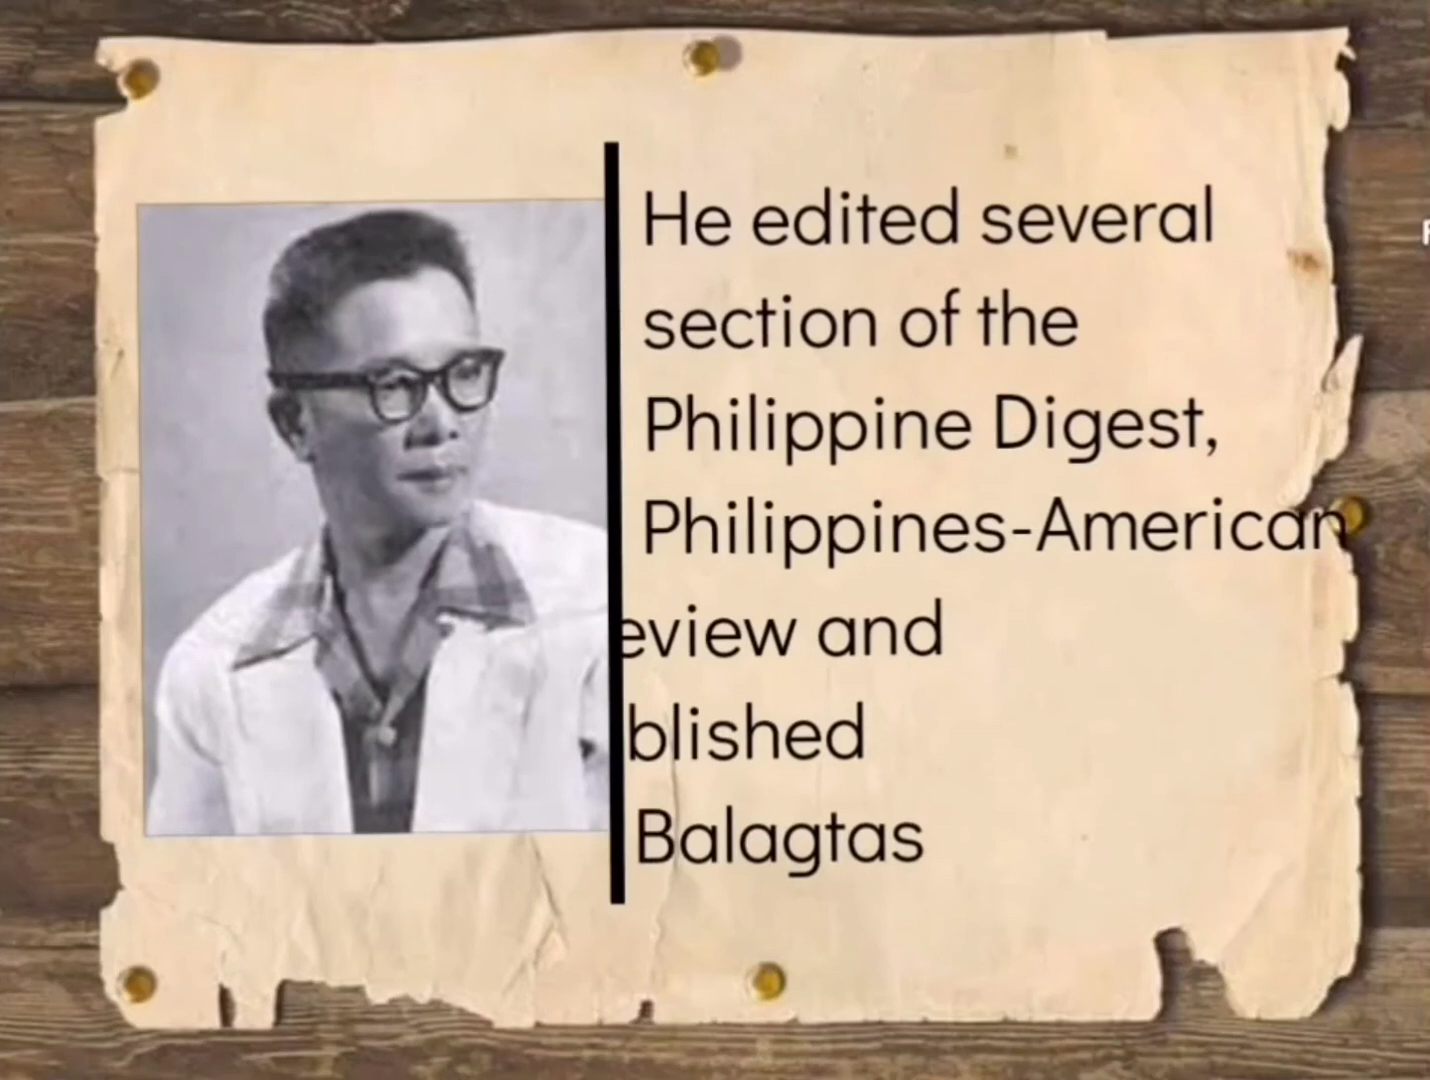 He edited several
section of the
Philippine Digest,
Philippines-American
eview and
blished
Balagtas